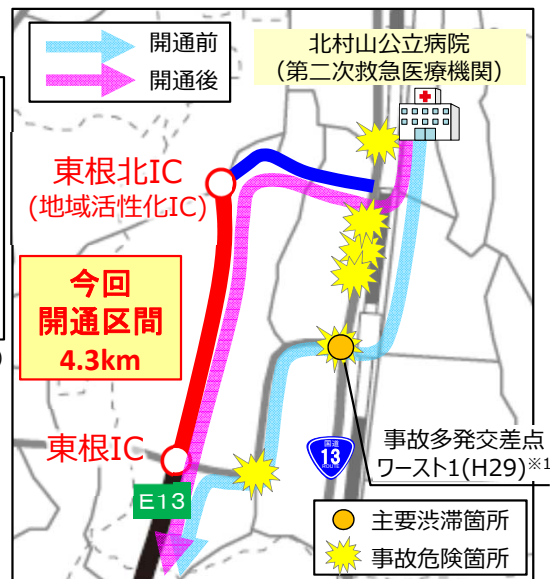 開通前
開通後
北村山公立病院
(第二次救急医療機関)
東根北IC
(地域活性化IC)
今回
開通区間
4.3km
東根IC
E13
国道
13
ROUTE
事故多発交差点
ワースト1(H29)※1
主要渋滞箇所
事故危険箇所
)